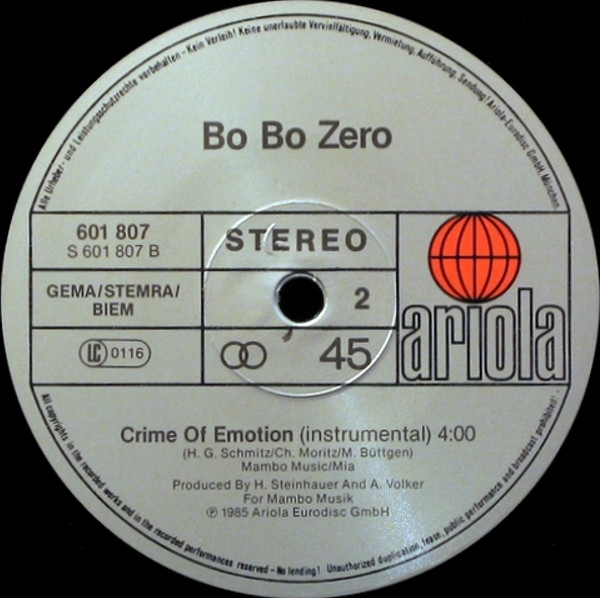 Alle Urheber- und Leistungsschutzrechte vorbehalten – Kein Verleih! Keine unerlaubte Vervielfältigung, Vermietung, Aufführung, Sendung! Ariola-Eurodisc GmbH, München.
Bo Bo Zero
601 807
S 601 807 B
STEREO
GEMA/STEMRA/
BIEM
2
LC 0116
45
ariola
Crime Of Emotion (instrumental) 4:00
(H. G. Schmitz/Ch. Moritz/M. Büttgen)
Mambo Music/Mia
Produced By H. Steinhauer And A. Volker
For Mambo Musik
℗ 1985 Ariola Eurodisc GmbH
All copyrights in the recorded works and in the recorded performances reserved – No lending! Unauthorized duplication, lease, public performance and broadcast prohibited!